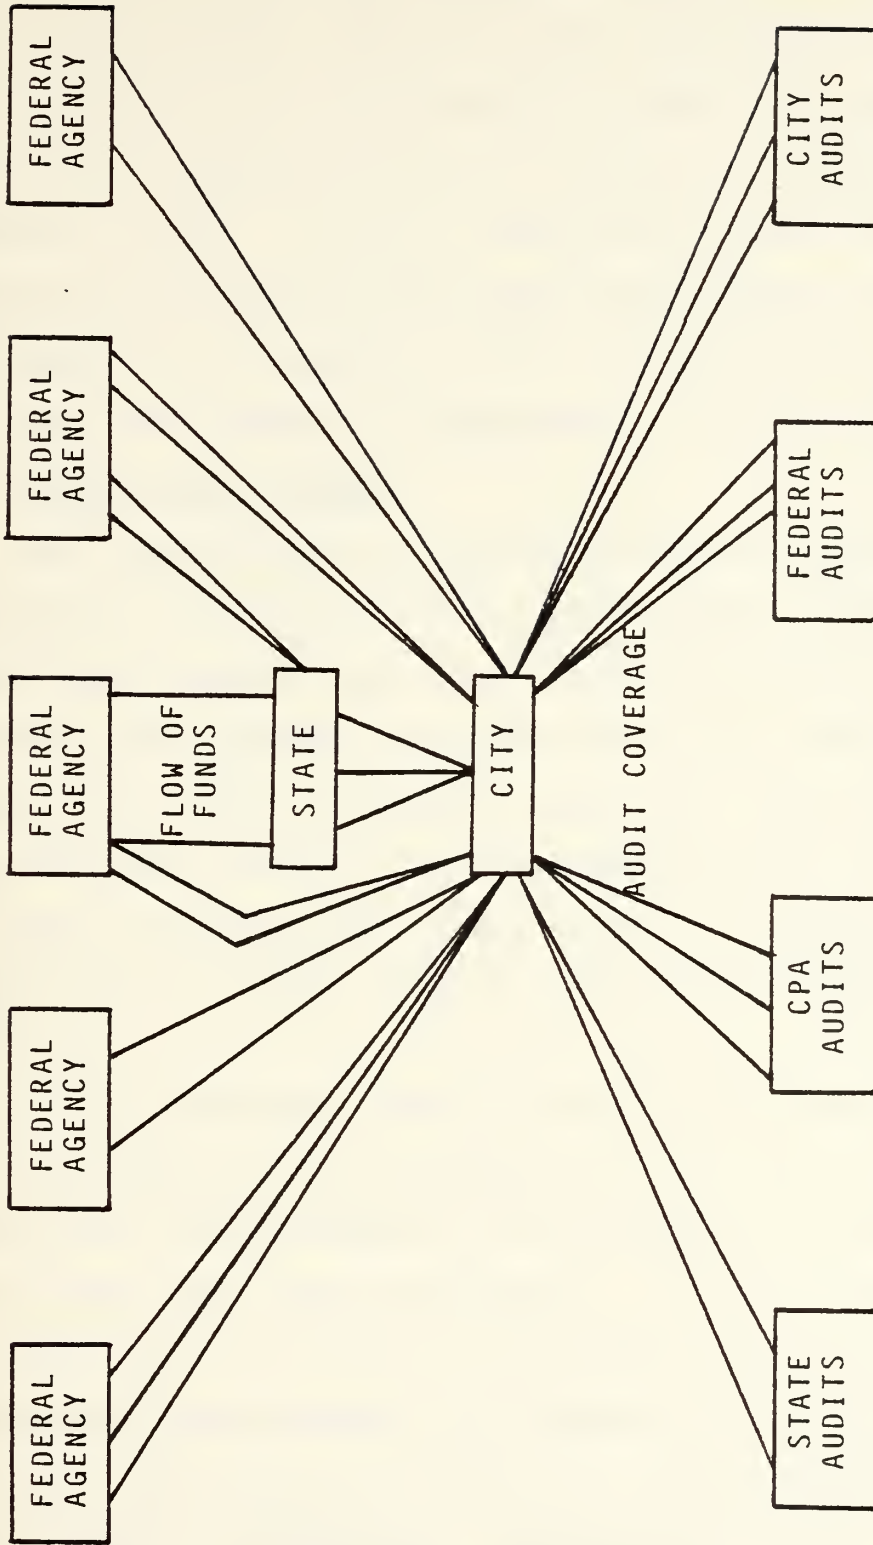 FEDERAL
AGENCY
FEDERAL
AGENCY
FEDERAL
AGENCY
FEDERAL
AGENCY
FEDERAL
AGENCY
FLOW OF
FUNDS
STATE
CITY
AUDIT COVERAGE
STATE
AUDITS
CPA
AUDITS
FEDERAL
AUDITS
CITY
AUDITS